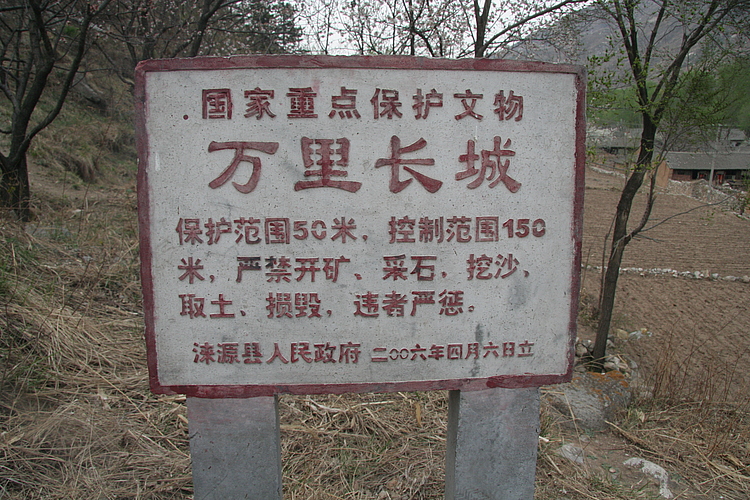 国家重点保护文物
万里长城
保护范围50米，控制范围150
米，严禁开矿、采石，挖沙，
取土、损毁，违者严惩。
涞源县人民政府 二00六年四月六日立